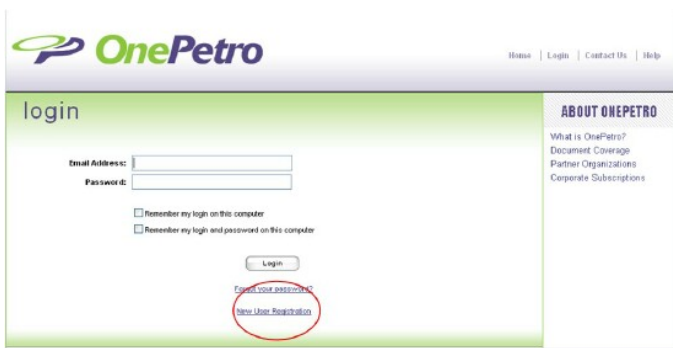 OnePetro
Home | Login | Contact Us | Help
login
Email Address:
Password:
Remember my login on this computer
Remember my login and password on this computer
Login
Forgot your password?
New User Registration
ABOUT ONEPETRO
What is OnePetro?
Document Coverage
Partner Organizations
Corporate Subscriptions